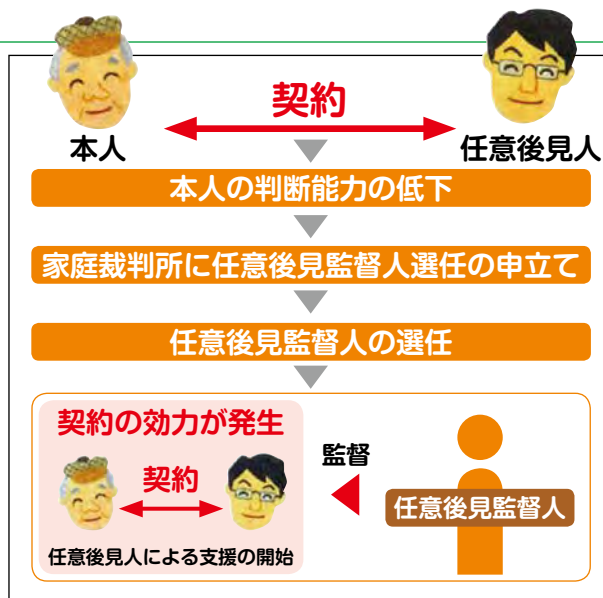 契約
本人
任意後見人
本人の判断能力の低下
家庭裁判所に任意後見監督人選任の申立て
任意後見監督人の選任
契約の効力が発生
契約
任意後見人による支援の開始
監督
任意後見監督人